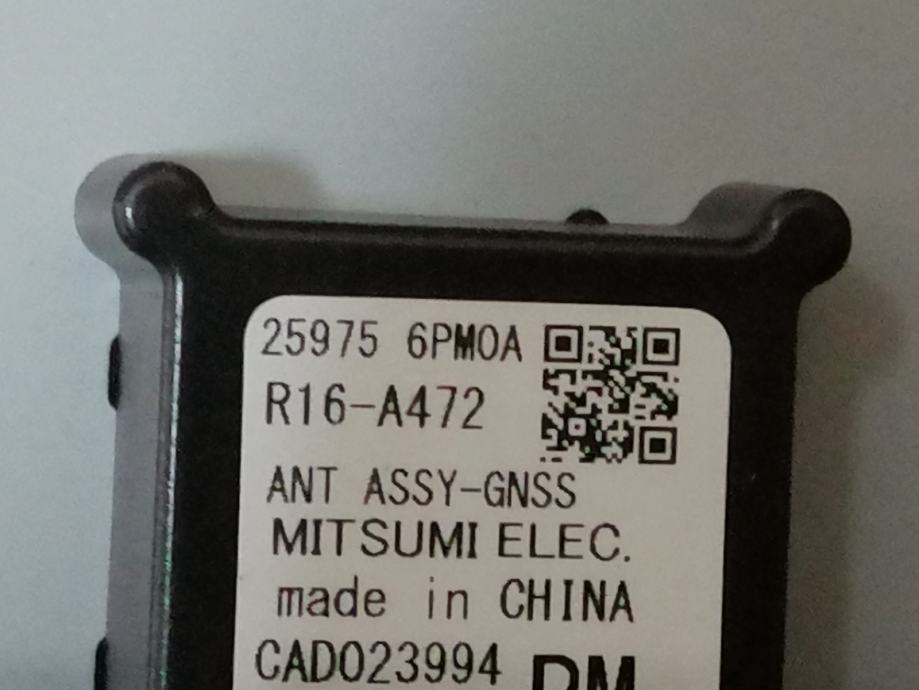 25975 6PM0A
R16-A472
ANT ASSY-GNSS
MITSUMI ELEC.
made in CHINA
CAD023994